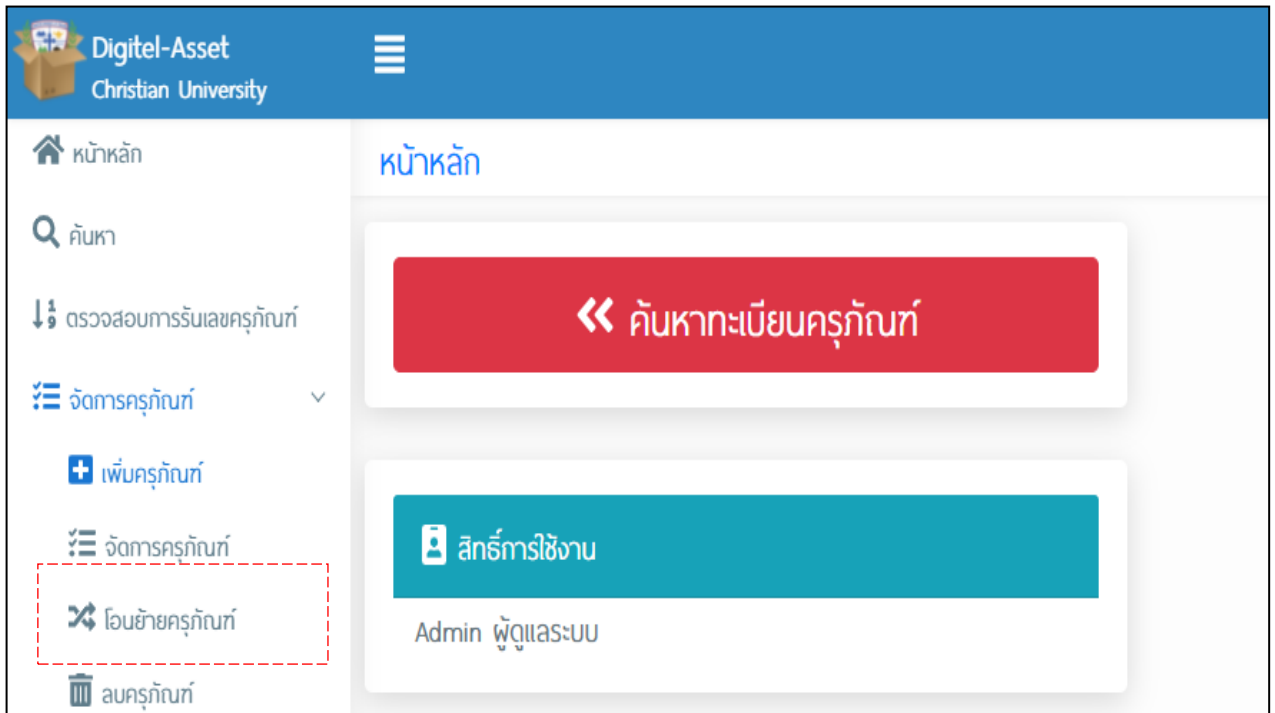 Digitel-Asset
Christian University
หน้าหลัก
ค้นหา
ตรวจสอบการรันเลขครุภัณฑ์
จัดการครุภัณฑ์
เพิ่มครุภัณฑ์
จัดการครุภัณฑ์
โอนย้ายครุภัณฑ์
ลบครุภัณฑ์
หน้าหลัก
ค้นหาทะเบียนครุภัณฑ์
สิทธิ์การใช้งาน
Admin ผู้ดูแลระบบ